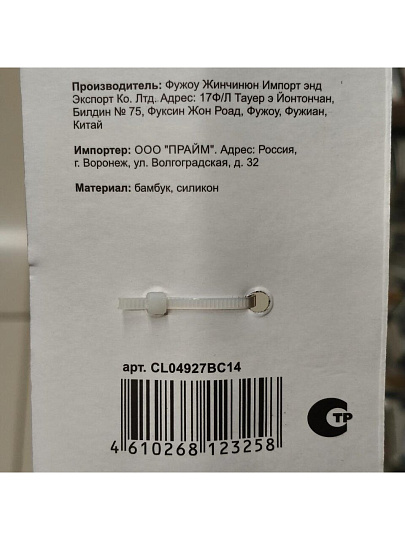 Производитель: Фужоу Жинчинюн Импорт энд
Экспорт Ко. Лтд. Адрес: 17Ф/Л Тауер э Йонтончан,
Билдин № 75, Фуксин Жон Роад, Фужоу, Фужиан,
Китай
Импортер: ООО "ПРАЙМ". Адрес: Россия,
г. Воронеж, ул. Волгоградская, д. 32
Материал: бамбук, силикон
арт. CL04927BC14
4 610268 123258
СТР